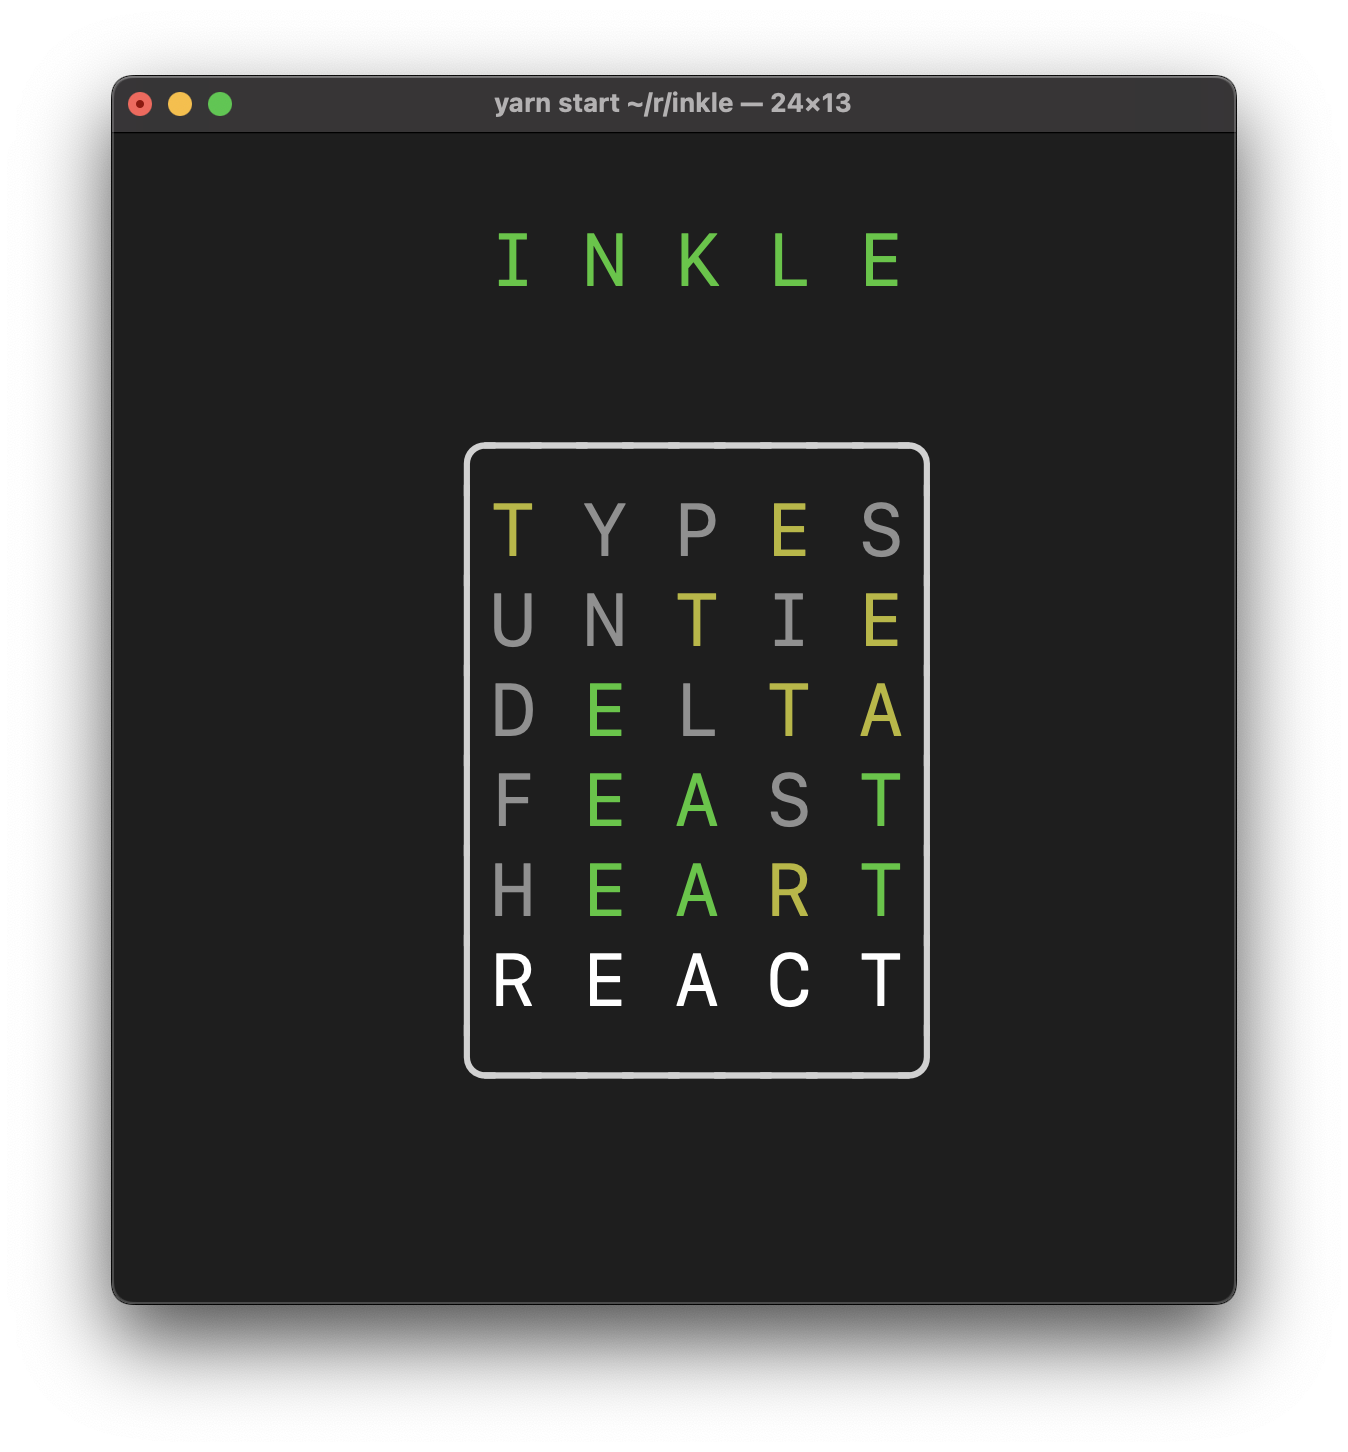 yarn start ~/r/inkle — 24×13
I N K L E
T Y P E S
U N T I E
D E L T A
F E A S T
H E A R T
R E A C T